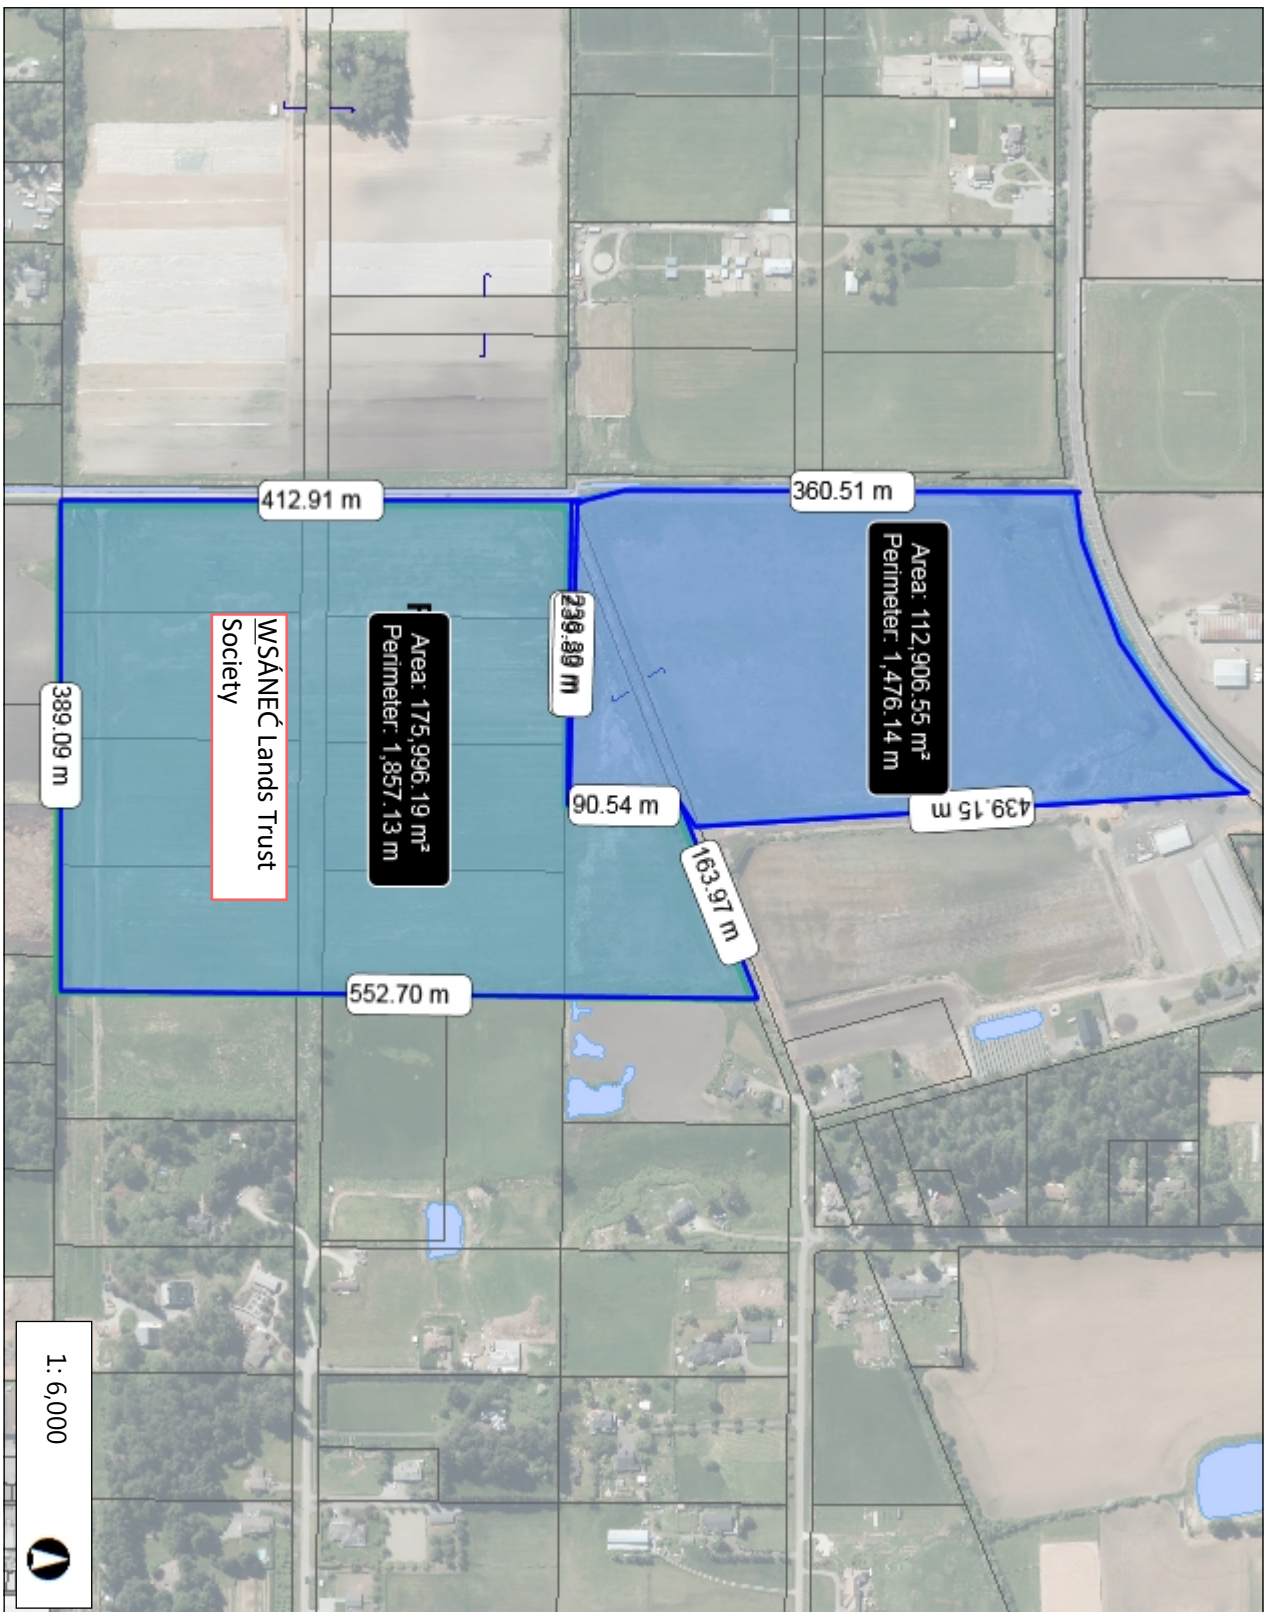 412.91 m
360.51 m
Area: 112,906.55 m²
Perimeter: 1,476.14 m
439.15 m
90.54 m
163.97 m
Area: 175,996.19 m²
Perimeter: 1,857.13 m
W̱SÁNEĆ Lands Trust
Society
389.09 m
552.70 m
1: 6,000